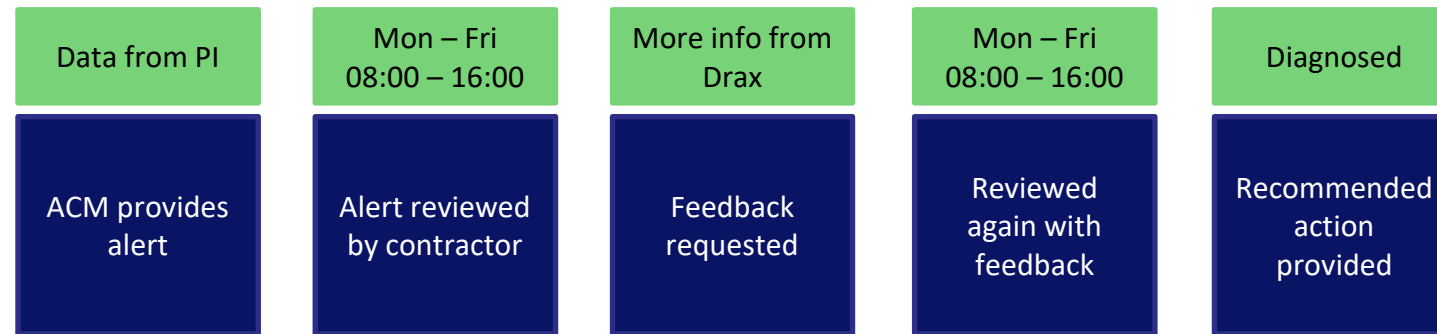 Data from PI
Mon – Fri
08:00 – 16:00
More info from
Drax
Mon – Fri
08:00 – 16:00
Diagnosed
ACM provides
alert
Alert reviewed
by contractor
Feedback
requested
Reviewed
again with
feedback
Recommended
action
provided